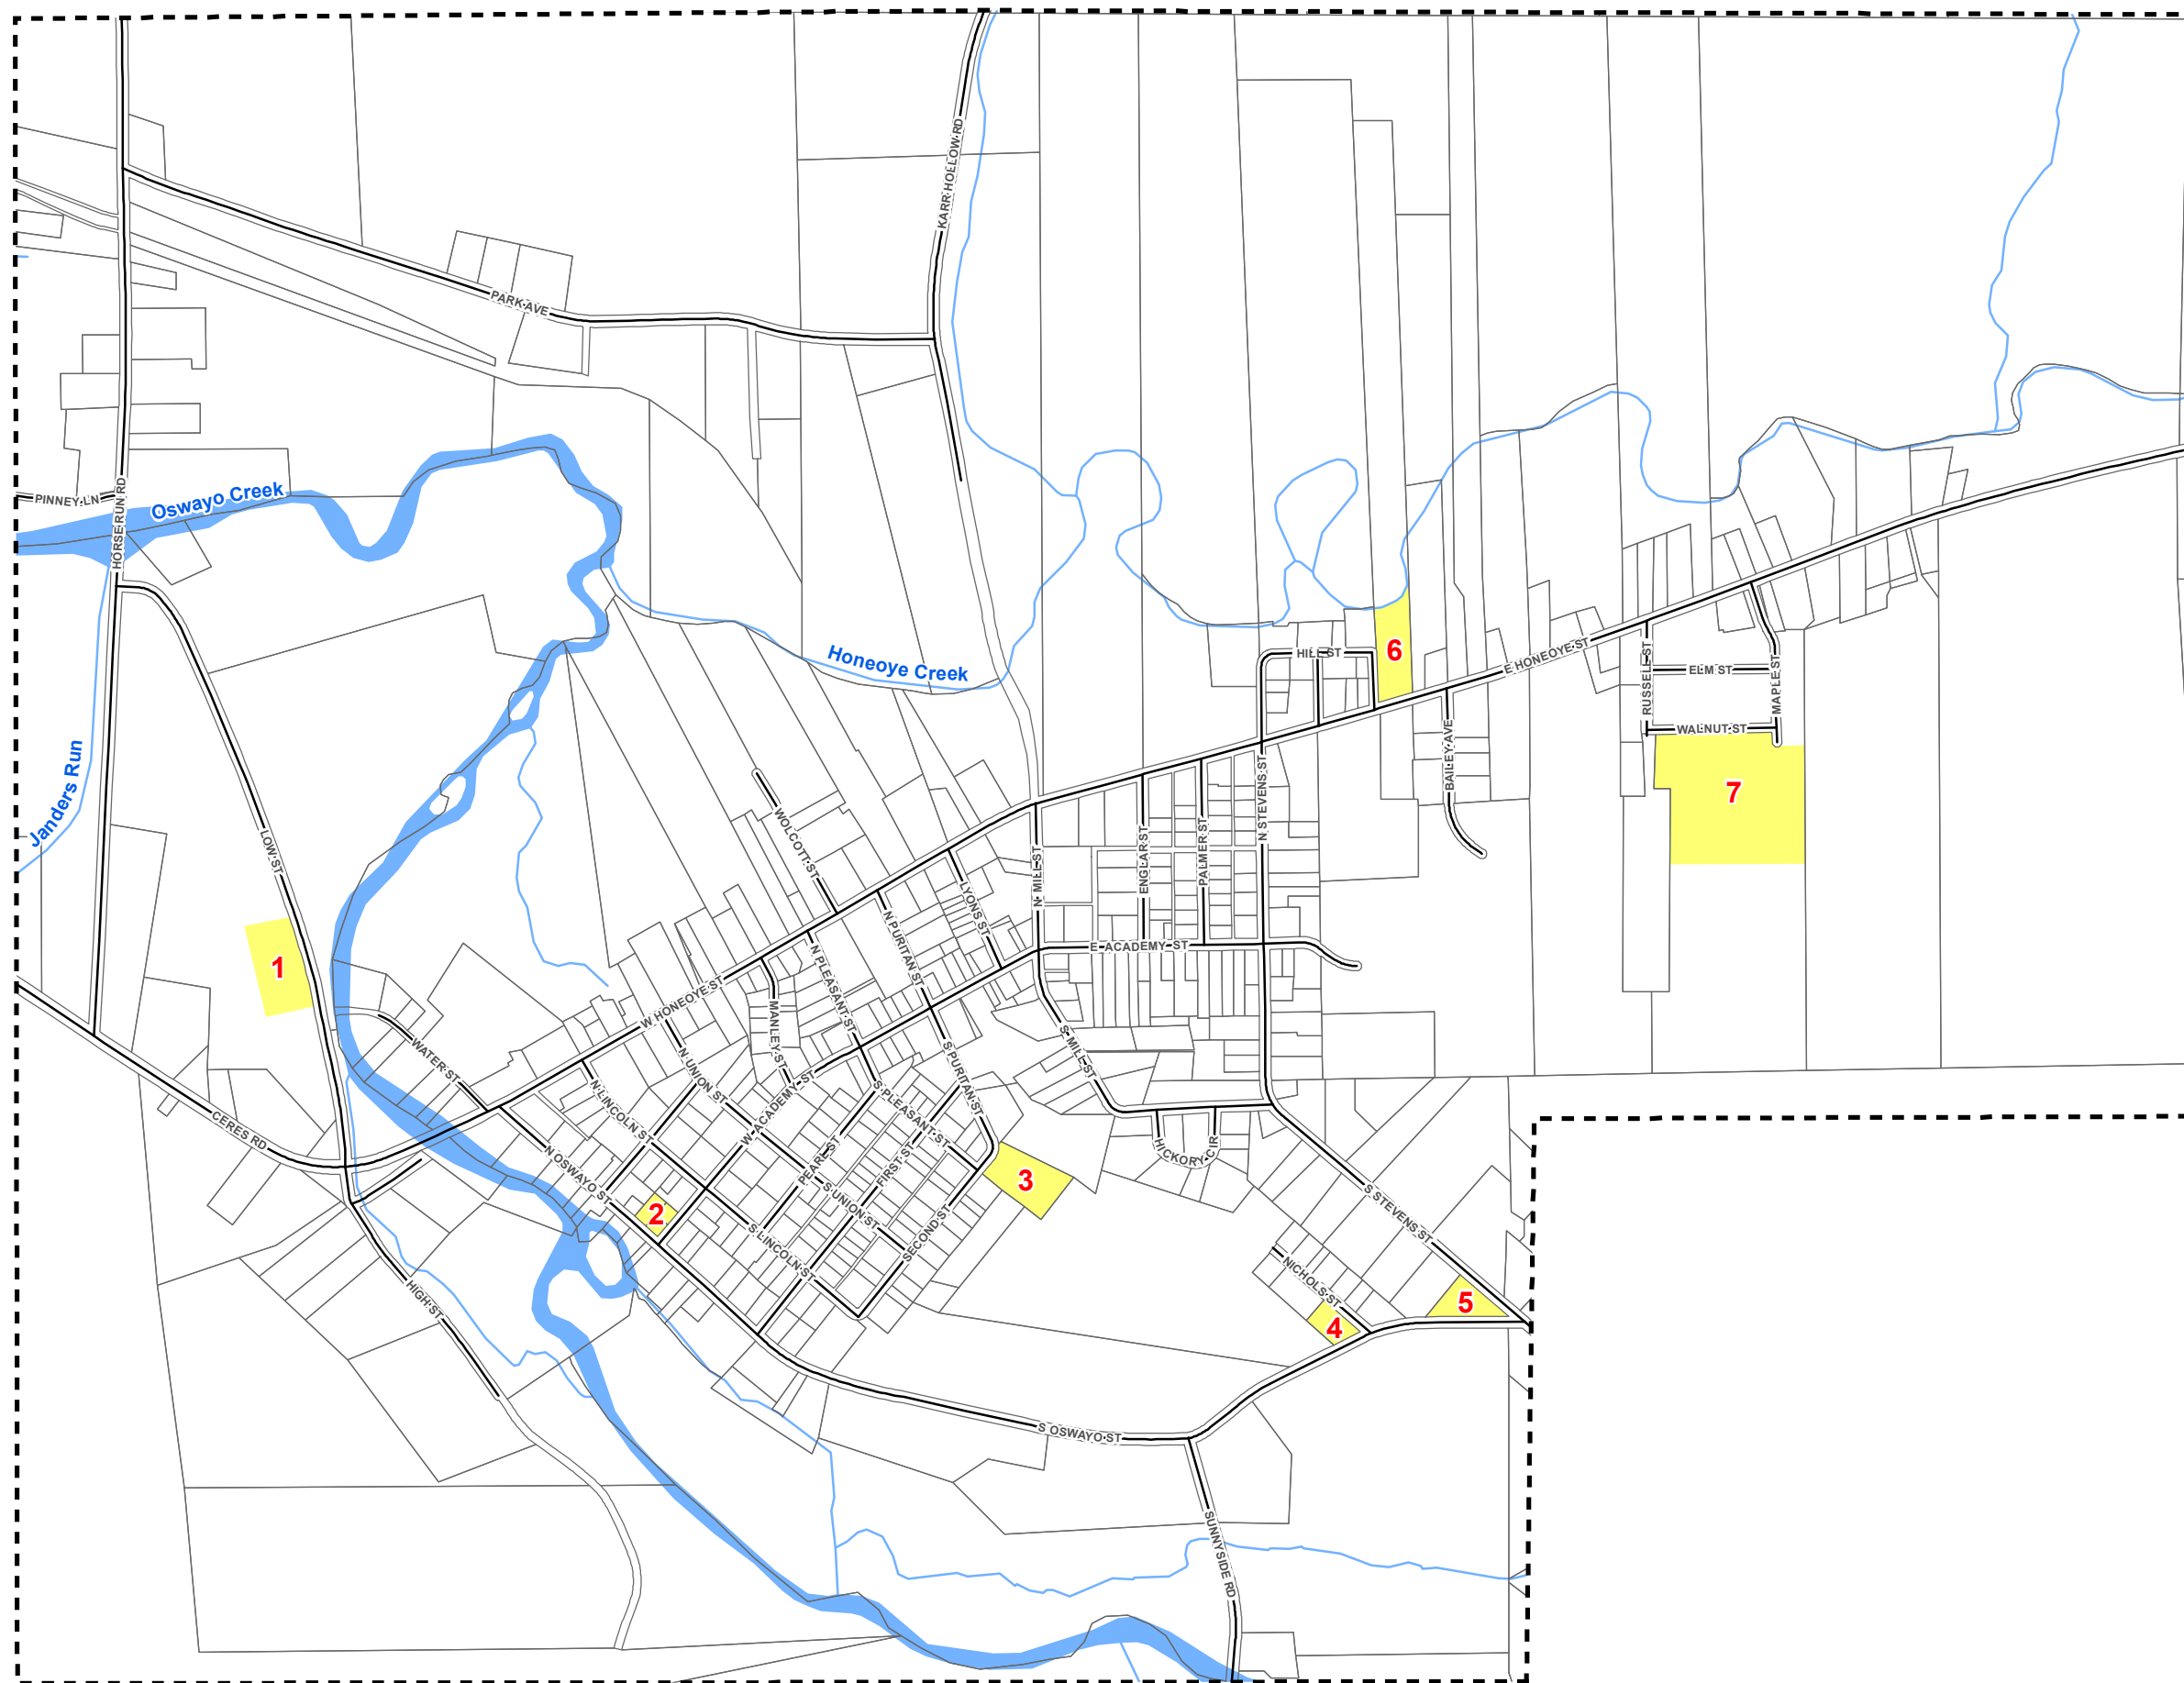 KARR HOLLOW RD
PARK AVE
PINNEY LN
HORSE RUN RD
Oswayo Creek
Honeoye Creek
HILL ST
6
E HONEOYE ST
RUSSELL ST
ELM ST
MAPLE ST
WALNUT ST
BAILEY AVE
7
Janders Run
LOW ST
WOLCOTT ST
N MILL ST
ENGLAR ST
PALMER ST
N STEVENS ST
LYONS ST
N PURITAN ST
N PLEASANT ST
E ACADEMY ST
1
W HONEOYE ST
MANLEY ST
WATER ST
N UNION ST
S MILL ST
S PURITAN ST
CERES RD
N LINCOLN ST
W ACADEMY ST
S PLEASANT ST
PEARL ST
FIRST ST
HICKORY CIR
N OSWAYO ST
2
S UNION ST
3
S LINCOLN ST
SECOND ST
S STEVENS ST
HIGH ST
NICHOLS ST
4
5
S OSWAYO ST
SUNNYSIDE RD